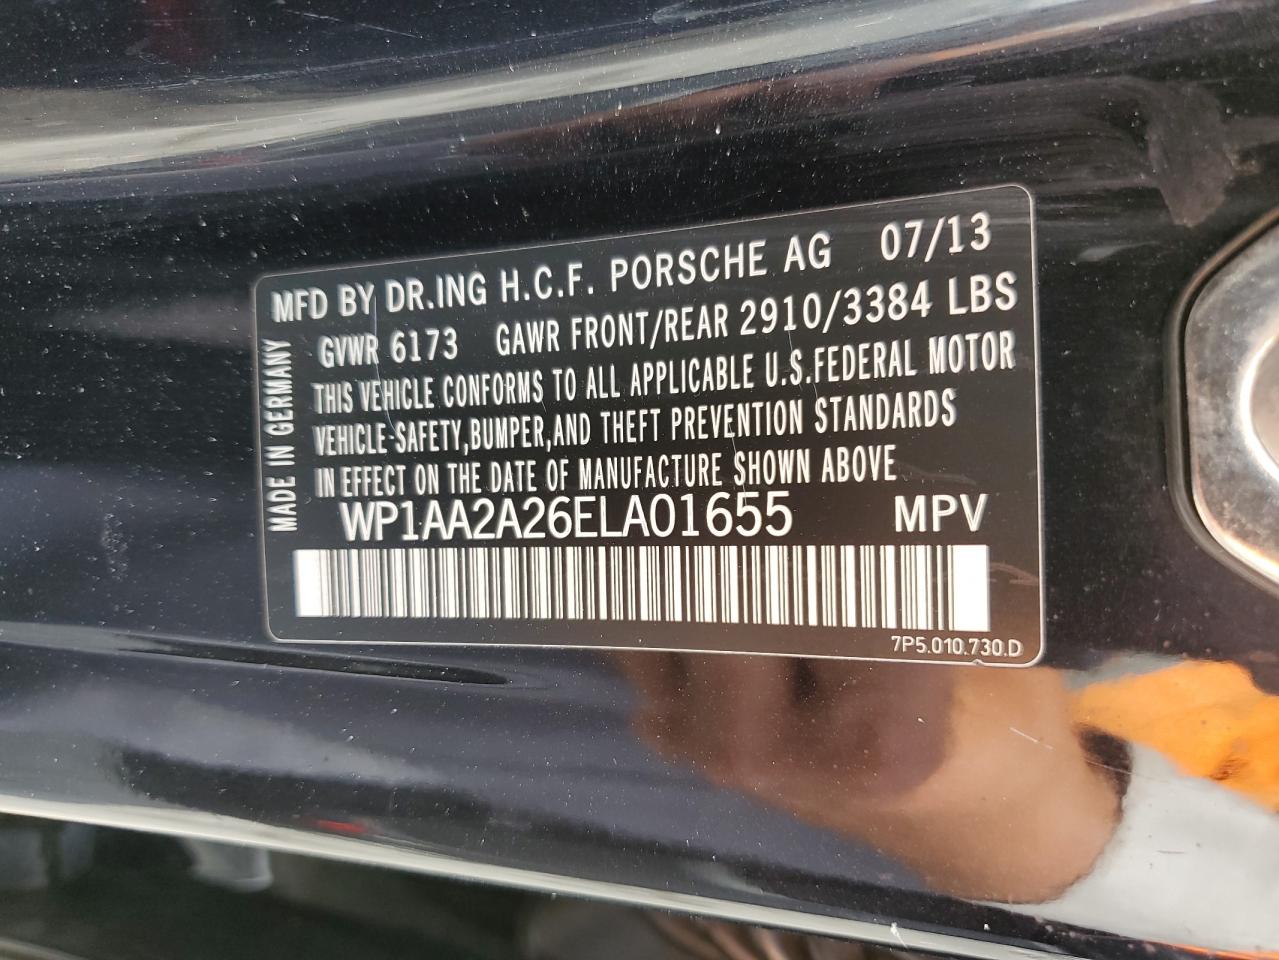 MFD BY DR.ING H.C.F. PORSCHE AG 07/13
GVWR 6173 GAWR FRONT/REAR 2910/3384 LBS
THIS VEHICLE CONFORMS TO ALL APPLICABLE U.S.FEDERAL MOTOR
VEHICLE-SAFETY,BUMPER,AND THEFT PREVENTION STANDARDS
IN EFFECT ON THE DATE OF MANUFACTURE SHOWN ABOVE
WP1AA2A26ELA01655 MPV
7P5.010.730.D
MADE IN GERMANY